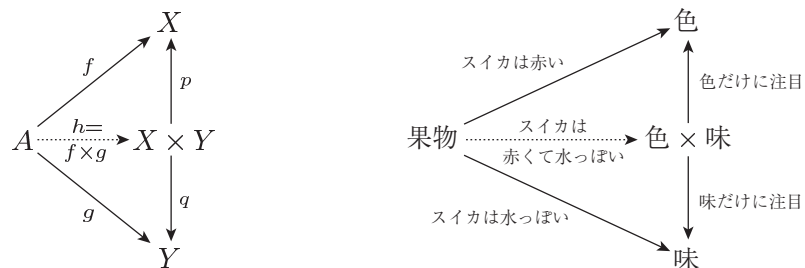 X
f
p
A
h=
f×g
X × Y
g
q
Y
色
スイカは赤い
色だけに注目
果物
スイカは
赤くて水っぽい
色 × 味
スイカは水っぽい
味だけに注目
味